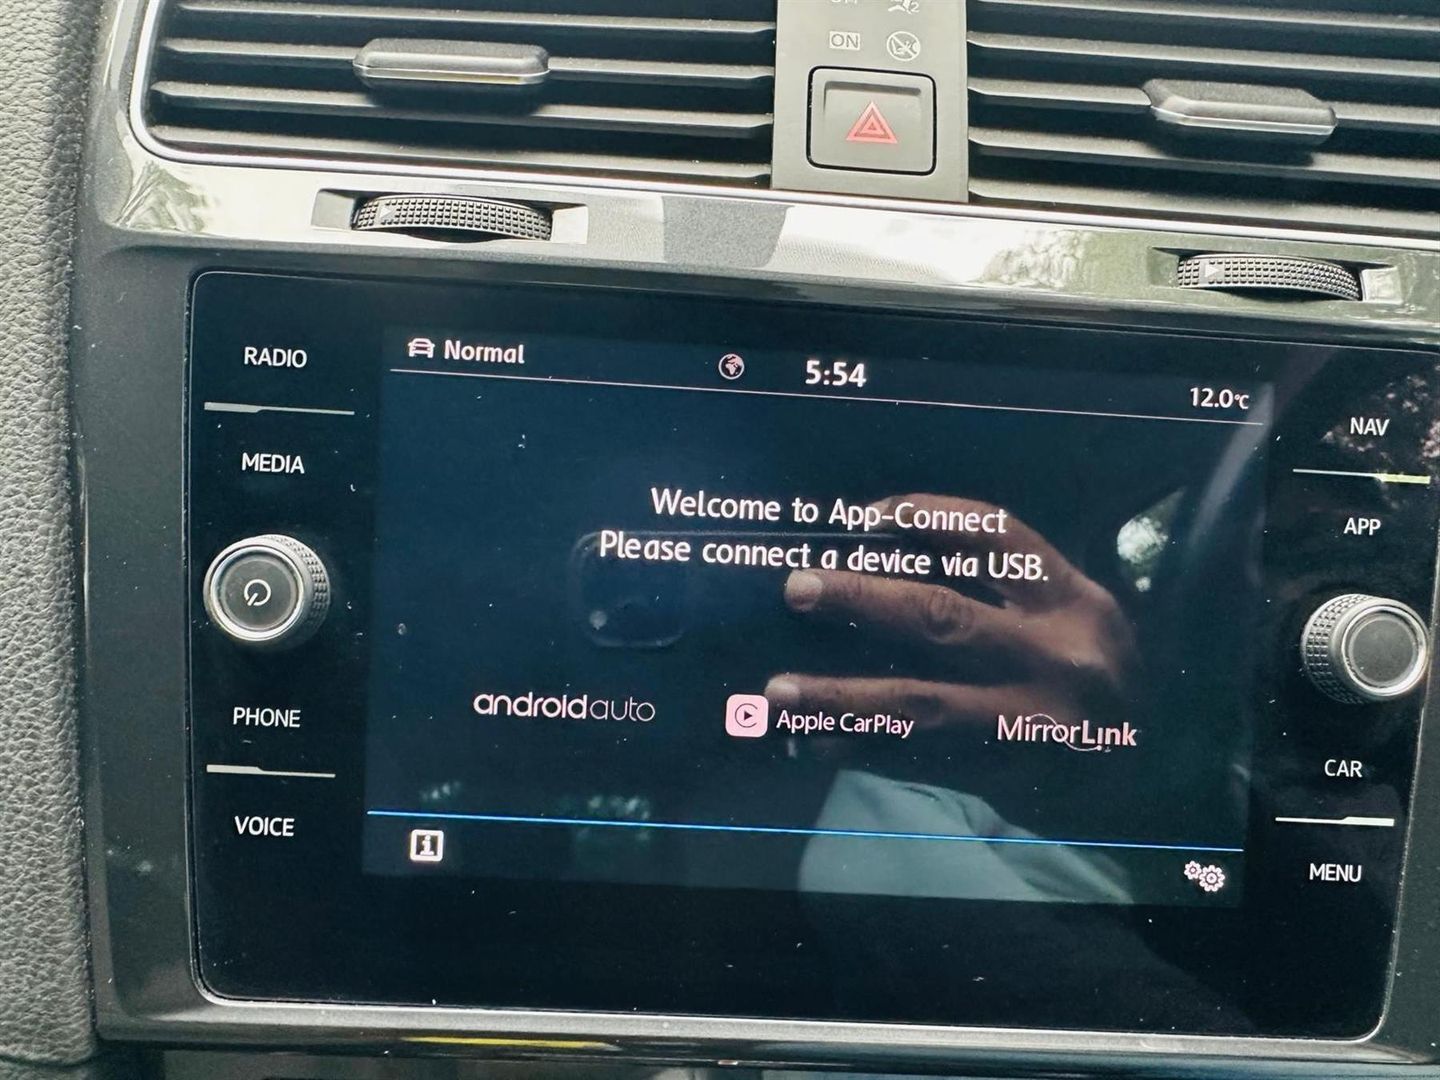 ON
RADIO
MEDIA
PHONE
VOICE
Normal
5:54
12.0°C
Welcome to App-Connect
Please connect a device via USB.
androidauto
Apple CarPlay
MirrorLink
i
NAV
APP
CAR
MENU